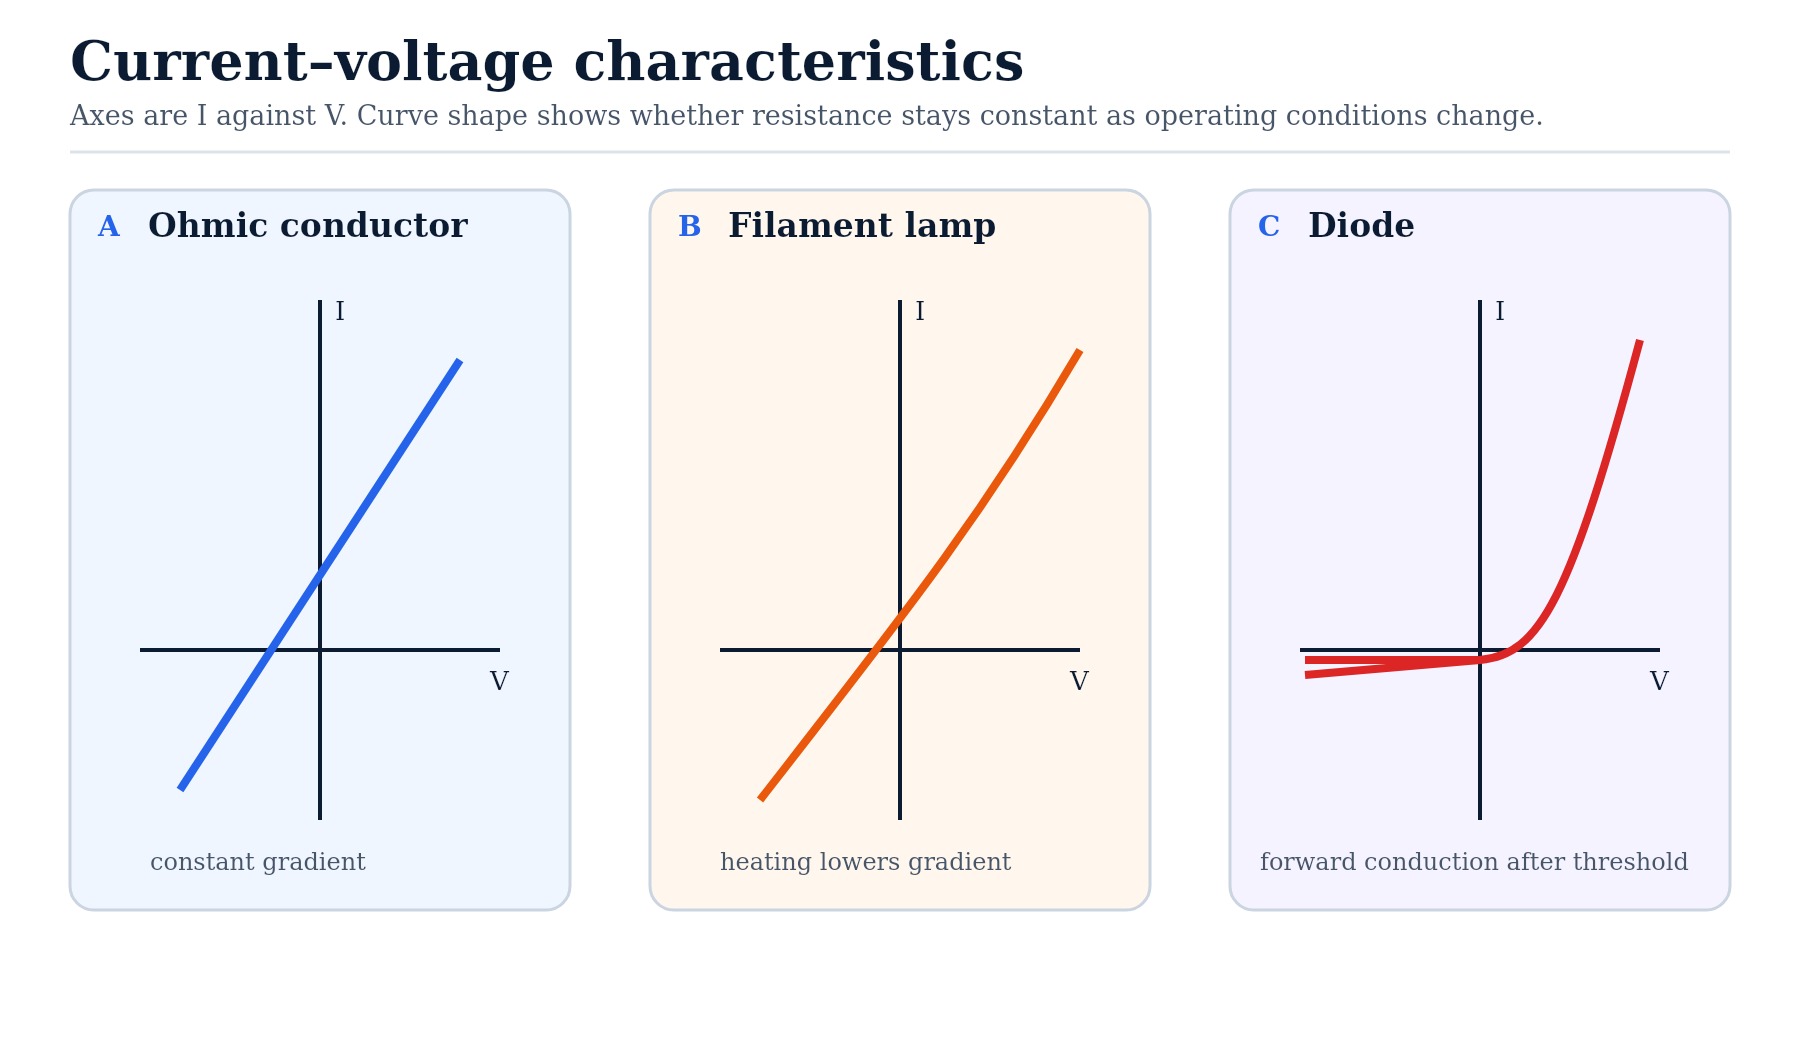 Current–voltage characteristics
Axes are I against V. Curve shape shows whether resistance stays constant as operating conditions change.
A Ohmic conductor
I
V
constant gradient
B Filament lamp
I
V
heating lowers gradient
C Diode
I
V
forward conduction after threshold